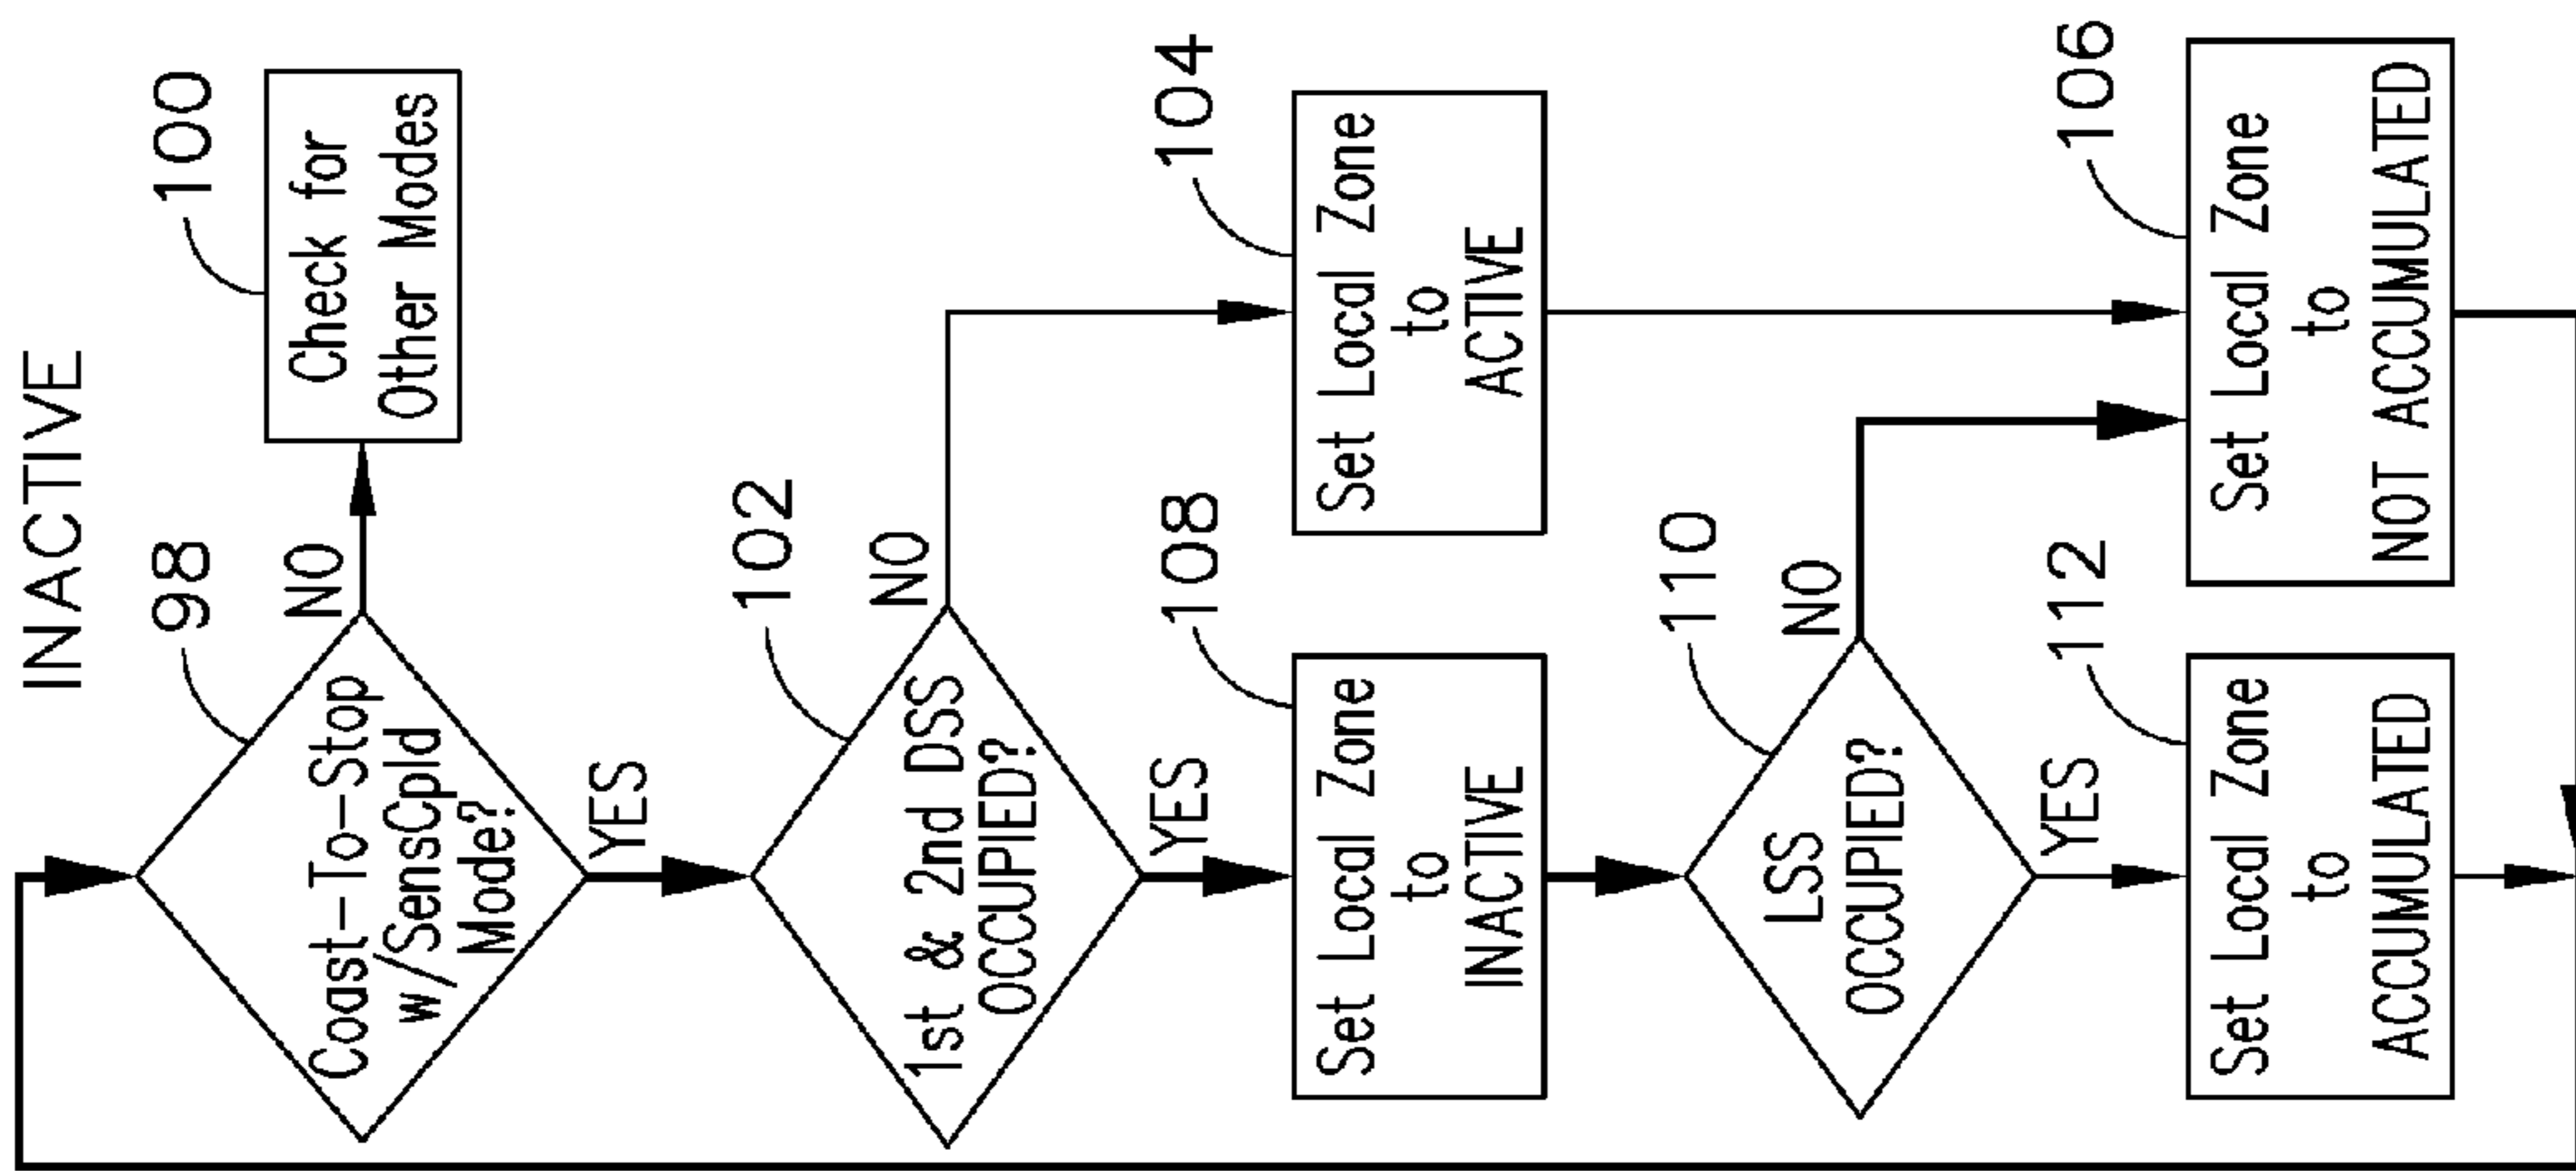 INACTIVE
98
Coast-To-Stop
w/SensCpld
Mode?
NO
100
Check for
Other Modes
YES
102
1st & 2nd DSS
OCCUPIED?
NO
104
Set Local Zone
to
ACTIVE
YES
108
Set Local Zone
to
INACTIVE
110
LSS
OCCUPIED?
NO
106
Set Local Zone
to
NOT ACCUMULATED
YES
112
Set Local Zone
to
ACCUMULATED